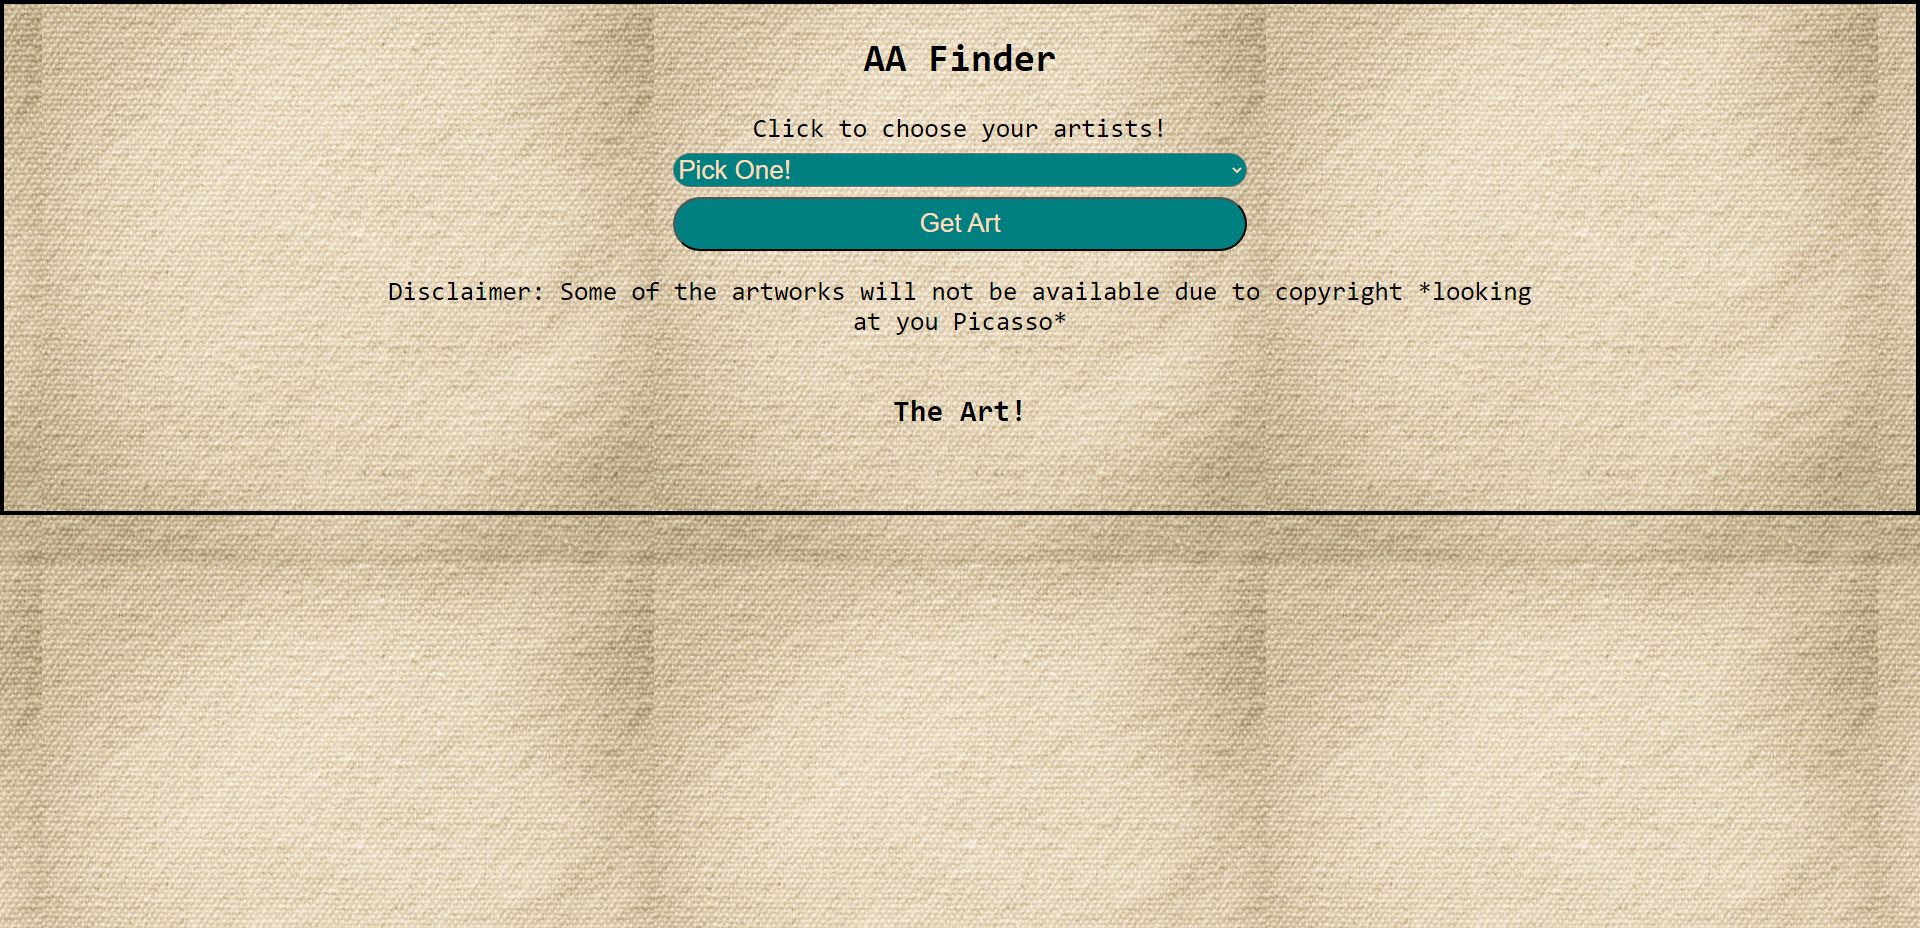 AA Finder
Click to choose your artists!
Pick One!
Get Art
Disclaimer: Some of the artworks will not be available due to copyright *looking
at you Picasso*
The Art!